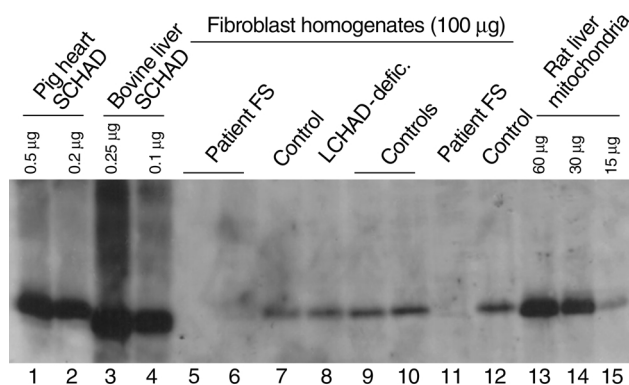 Fibroblast homogenates (100 µg)
Pig heart
SCHAD
Bovine liver
SCHAD
Patient FS
Control
LCHAD-defic.
Controls
Patient FS
Control
Rat liver
mitochondria
0.5 µg
0.2 µg
0.25 µg
0.1 µg
60 µg
30 µg
15 µg
1 2 3 4 5 6 7 8 9 10 11 12 13 14 15